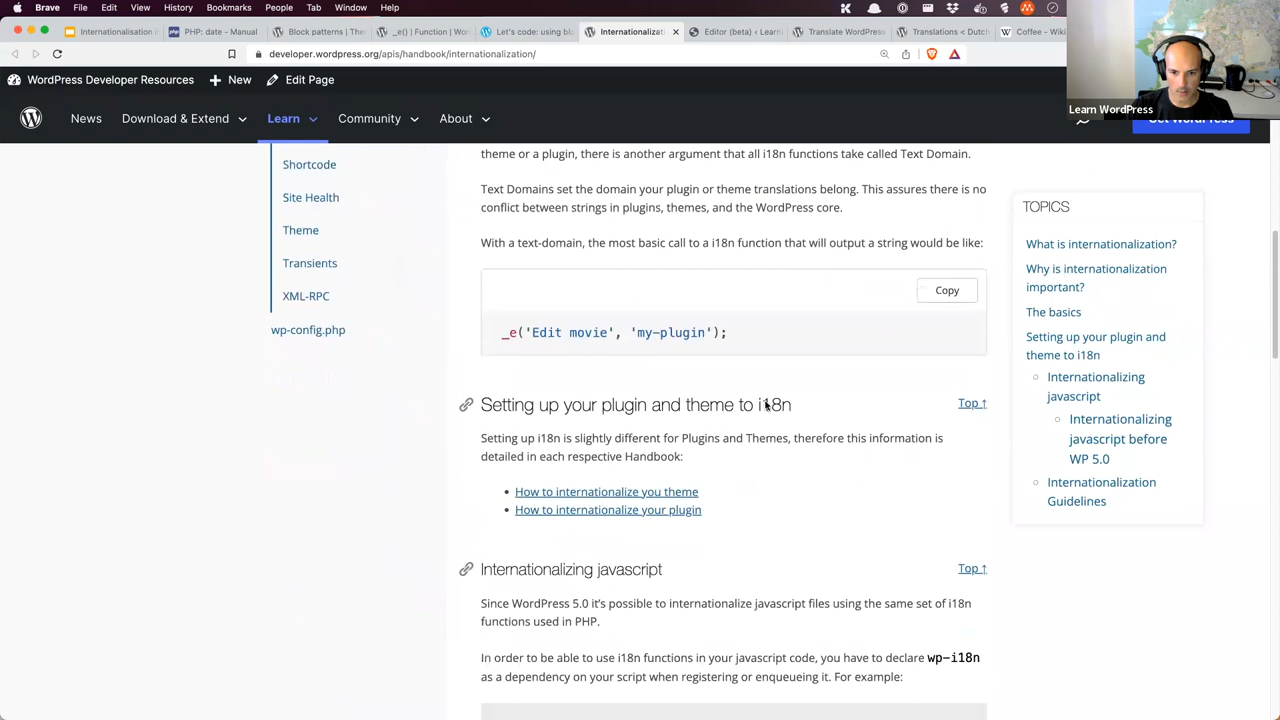 Brave File Edit View History Bookmarks People Tab Window Help
Internationalisation i
PHP: date - Manual
Block patterns | The
_e() | Function | Wor
Let's code: using blo
Internationalizati
Editor (beta) < Learn
Translate WordPress
Translations < Dutch
Coffee - Wiki
developer.wordpress.org/apis/handbook/internationalization/
WordPress Developer Resources New Edit Page
Learn WordPress
News Download & Extend Learn Community About Get WordPress
Shortcode
Site Health
Theme
Transients
XML-RPC
wp-config.php
theme or a plugin, there is another argument that all i18n functions take called Text Domain.
Text Domains set the domain your plugin or theme translations belong. This assures there is no
conflict between strings in plugins, themes, and the WordPress core.
With a text-domain, the most basic call to a i18n function that will output a string would be like:
Copy
_e('Edit movie', 'my-plugin');
Setting up your plugin and theme to i18n
Top ↑
Setting up i18n is slightly different for Plugins and Themes, therefore this information is
detailed in each respective Handbook:
• How to internationalize you theme
• How to internationalize your plugin
Internationalizing javascript
Top ↑
Since WordPress 5.0 it's possible to internationalize javascript files using the same set of i18n
functions used in PHP.
In order to be able to use i18n functions in your javascript code, you have to declare wp-i18n
as a dependency on your script when registering or enqueueing it. For example:
TOPICS
What is internationalization?
Why is internationalization
important?
The basics
Setting up your plugin and
theme to i18n
Internationalizing
javascript
Internationalizing
javascript before
WP 5.0
Internationalization
Guidelines